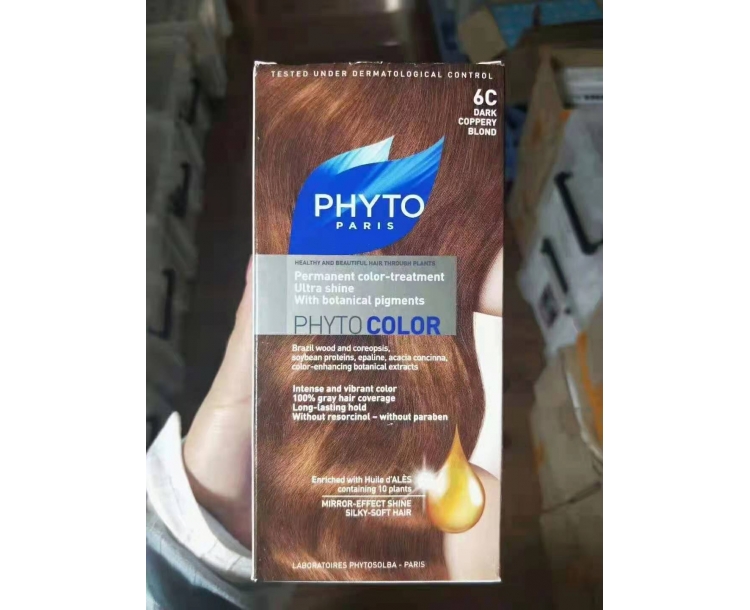 TESTED UNDER DERMATOLOGICAL CONTROL
6C
DARK
COPPERY
BLOND
PHYTO
PARIS
HEALTHY AND BEAUTIFUL HAIR THROUGH PLANTS
Permanent color-treatment
Ultra shine
With botanical pigments
PHYTOCOLOR
Brazil wood and coreopsis,
soybean proteins, epaline, acacia concinna,
color-enhancing botanical extracts
Intense and vibrant color
100% gray hair coverage
Long-lasting hold
Without resorcinol – without paraben
Enriched with Huile d'ALÈS
containing 10 plants
MIRROR-EFFECT SHINE
SILKY-SOFT HAIR
LABORATOIRES PHYTOSOLBA - PARIS